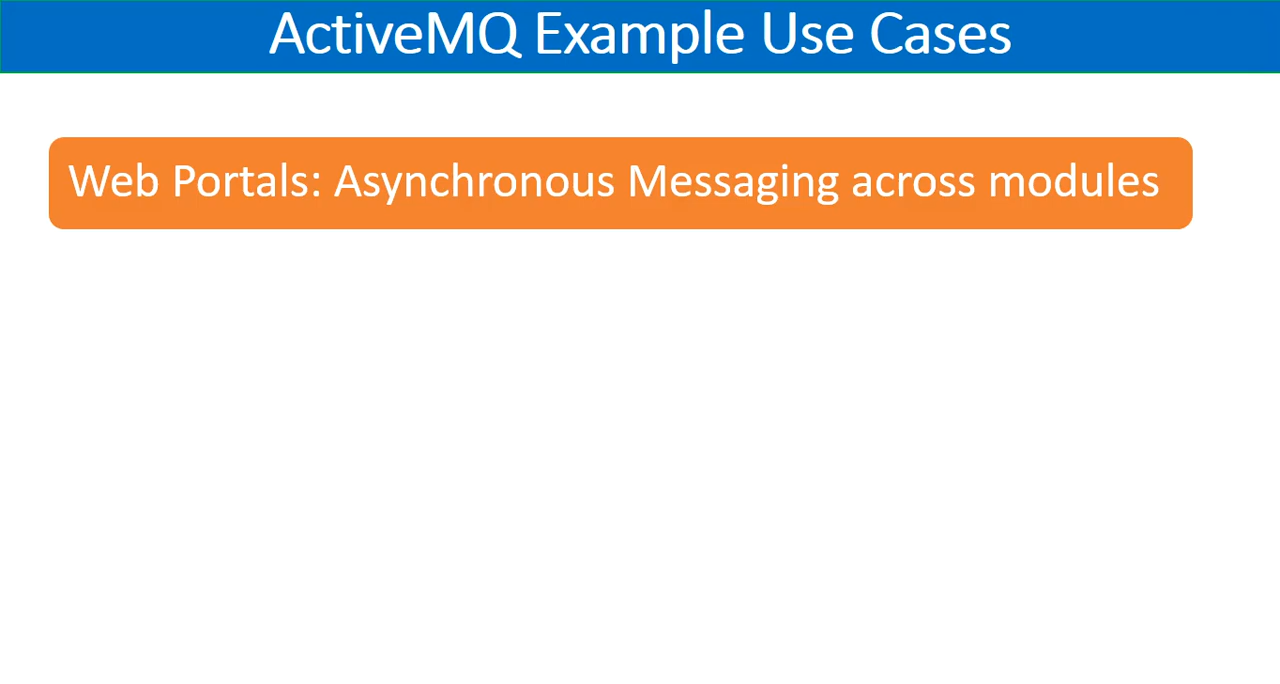 ActiveMQ Example Use Cases
Web Portals: Asynchronous Messaging across modules